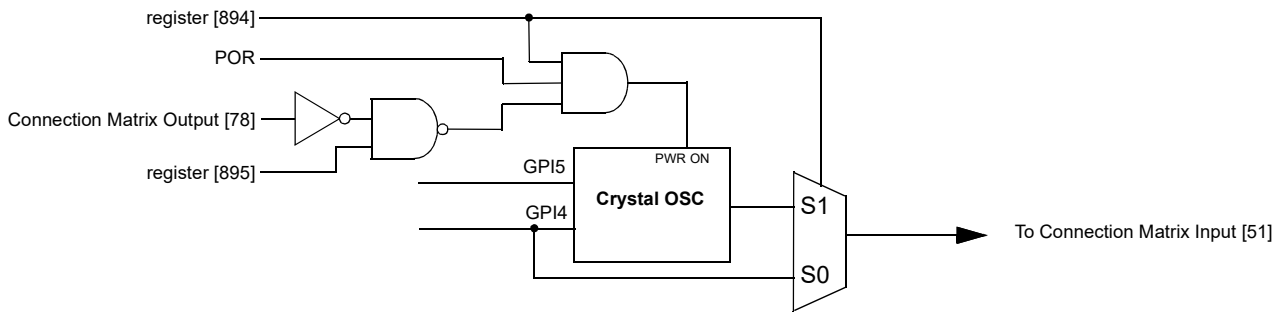 register [894]
POR
Connection Matrix Output [78]
register [895]
PWR ON
GPI5
Crystal OSC
GPI4
S1
To Connection Matrix Input [51]
S0